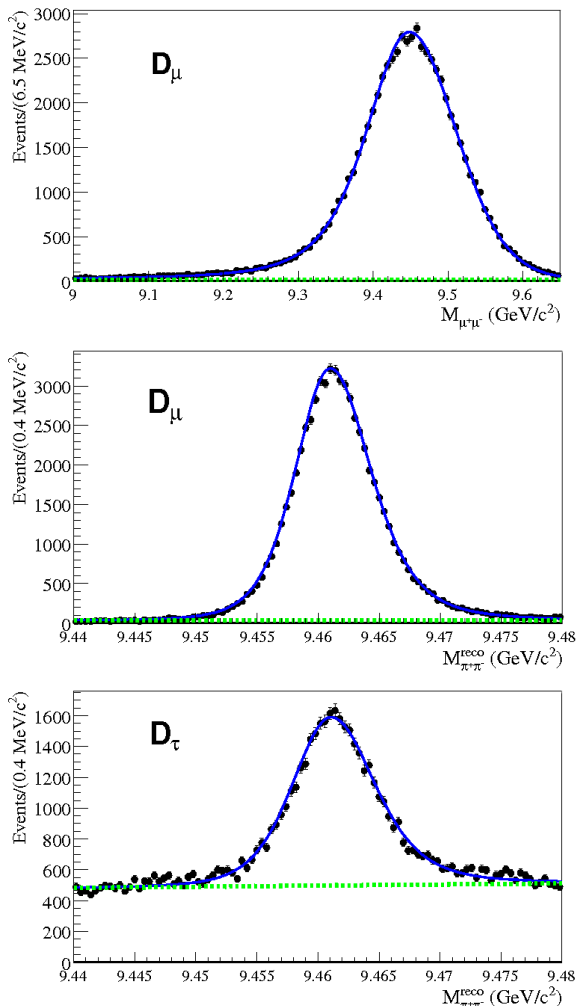 Events/(6.5 MeV/c²)
3000
2500
2000
1500
1000
500
0
Dμ
9 9.1 9.2 9.3 9.4 9.5 9.6
Mμ⁺μ⁻ (GeV/c²)
Events/(0.4 MeV/c²)
3000
2500
2000
1500
1000
500
0
Dμ
9.44 9.445 9.45 9.455 9.46 9.465 9.47 9.475 9.48
M^reco_π⁺π⁻ (GeV/c²)
Events/(0.4 MeV/c²)
1600
1400
1200
1000
800
600
400
200
0
Dτ
9.44 9.445 9.45 9.455 9.46 9.465 9.47 9.475 9.48
M^reco_π⁺π⁻ (GeV/c²)